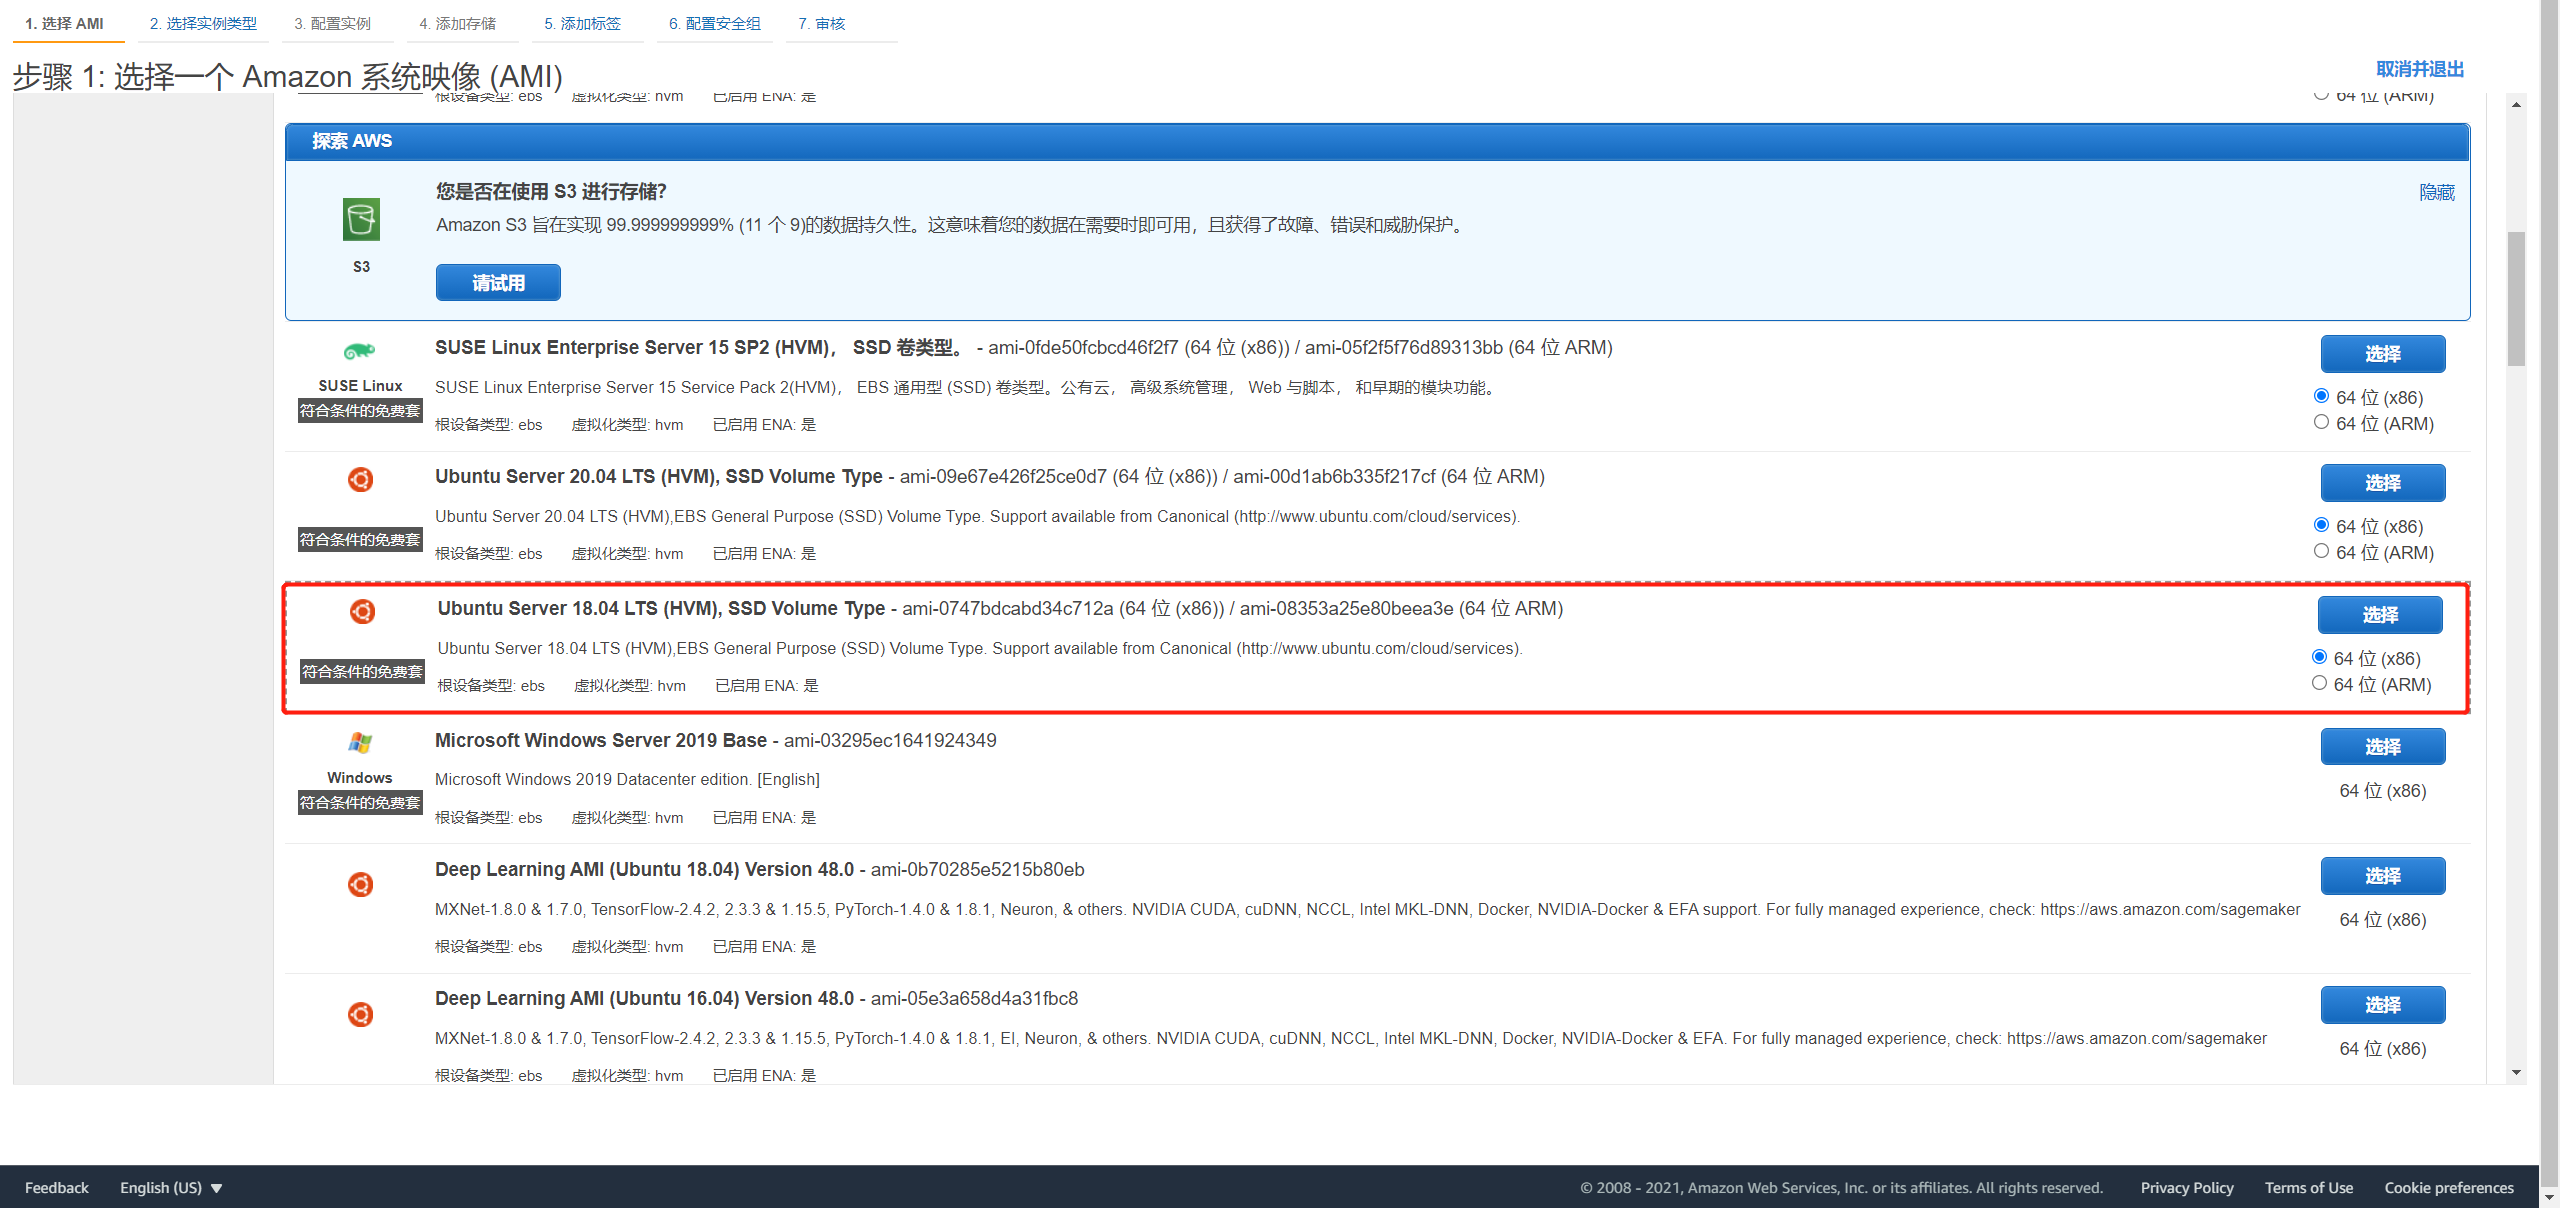 1. 选择 AMI 2. 选择实例类型 3. 配置实例 4. 添加存储 5. 添加标签 6. 配置安全组 7. 审核
步骤 1: 选择一个 Amazon 系统映像 (AMI) 取消并退出
根设备类型: ebs 虚拟化类型: hvm 已启用 ENA: 是 64 位 (ARM)
探索 AWS
您是否在使用 S3 进行存储? 隐藏
Amazon S3 旨在实现 99.999999999% (11 个 9)的数据持久性。这意味着您的数据在需要时即可用，且获得了故障、错误和威胁保护。
S3
请试用
SUSE Linux Enterprise Server 15 SP2 (HVM)， SSD 卷类型。 - ami-0fde50fcbcd46f2f7 (64 位 (x86)) / ami-05f2f5f76d89313bb (64 位 ARM) 选择
SUSE Linux SUSE Linux Enterprise Server 15 Service Pack 2(HVM)， EBS 通用型 (SSD) 卷类型。公有云， 高级系统管理， Web 与脚本， 和早期的模块功能。 64 位 (x86)
符合条件的免费套 根设备类型: ebs 虚拟化类型: hvm 已启用 ENA: 是 64 位 (ARM)
Ubuntu Server 20.04 LTS (HVM), SSD Volume Type - ami-09e67e426f25ce0d7 (64 位 (x86)) / ami-00d1ab6b335f217cf (64 位 ARM) 选择
Ubuntu Server 20.04 LTS (HVM),EBS General Purpose (SSD) Volume Type. Support available from Canonical (http://www.ubuntu.com/cloud/services). 64 位 (x86)
符合条件的免费套 根设备类型: ebs 虚拟化类型: hvm 已启用 ENA: 是 64 位 (ARM)
Ubuntu Server 18.04 LTS (HVM), SSD Volume Type - ami-0747bdcabd34c712a (64 位 (x86)) / ami-08353a25e80beea3e (64 位 ARM) 选择
Ubuntu Server 18.04 LTS (HVM),EBS General Purpose (SSD) Volume Type. Support available from Canonical (http://www.ubuntu.com/cloud/services). 64 位 (x86)
符合条件的免费套 根设备类型: ebs 虚拟化类型: hvm 已启用 ENA: 是 64 位 (ARM)
Microsoft Windows Server 2019 Base - ami-03295ec1641924349 选择
Windows Microsoft Windows 2019 Datacenter edition. [English] 64 位 (x86)
符合条件的免费套 根设备类型: ebs 虚拟化类型: hvm 已启用 ENA: 是
Deep Learning AMI (Ubuntu 18.04) Version 48.0 - ami-0b70285e5215b80eb 选择
MXNet-1.8.0 & 1.7.0, TensorFlow-2.4.2, 2.3.3 & 1.15.5, PyTorch-1.4.0 & 1.8.1, Neuron, & others. NVIDIA CUDA, cuDNN, NCCL, Intel MKL-DNN, Docker, NVIDIA-Docker & EFA support. For fully managed experience, check: https://aws.amazon.com/sagemaker 64 位 (x86)
根设备类型: ebs 虚拟化类型: hvm 已启用 ENA: 是
Deep Learning AMI (Ubuntu 16.04) Version 48.0 - ami-05e3a658d4a31fbc8 选择
MXNet-1.8.0 & 1.7.0, TensorFlow-2.4.2, 2.3.3 & 1.15.5, PyTorch-1.4.0 & 1.8.1, EI, Neuron, & others. NVIDIA CUDA, cuDNN, NCCL, Intel MKL-DNN, Docker, NVIDIA-Docker & EFA. For fully managed experience, check: https://aws.amazon.com/sagemaker 64 位 (x86)
根设备类型: ebs 虚拟化类型: hvm 已启用 ENA: 是
Feedback English (US) © 2008 - 2021, Amazon Web Services, Inc. or its affiliates. All rights reserved. Privacy Policy Terms of Use Cookie preferences